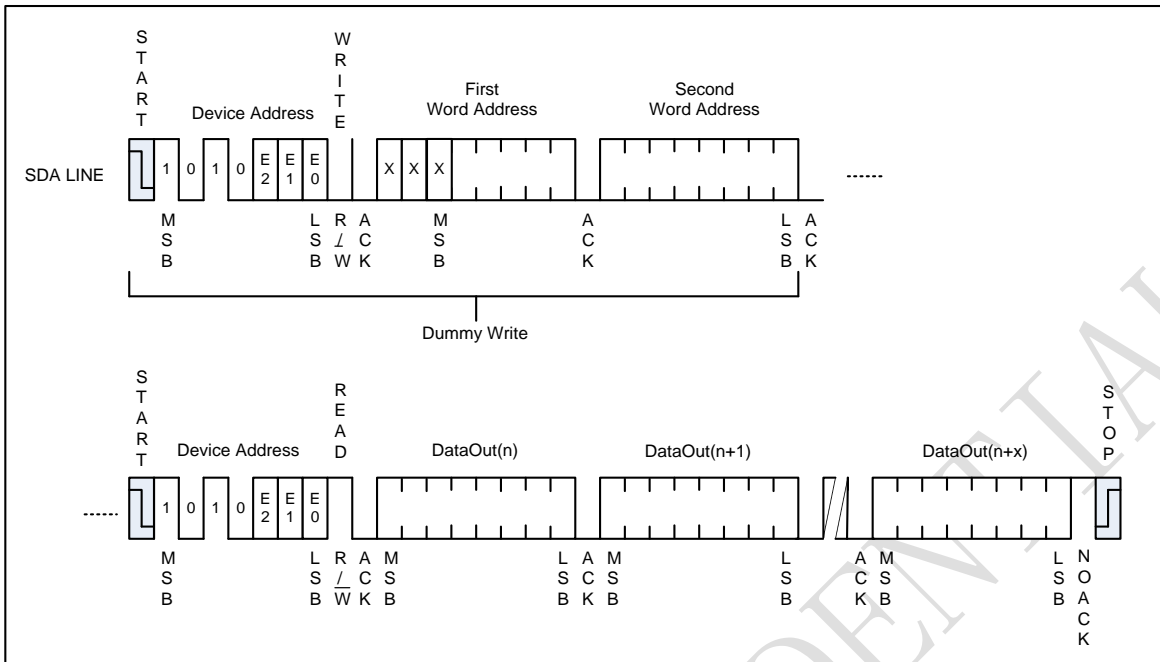 START
WRITE
Device Address
First
Word Address
Second
Word Address
SDA LINE
1 0 1 0 E2 E1 E0 X X X
......
MSB LSB R/W ACK MSB ACK LSB ACK
Dummy Write
START
READ
STOP
Device Address DataOut(n) DataOut(n+1) DataOut(n+x)
......
1 0 1 0 E2 E1 E0
MSB LSB R/W ACK MSB LSB ACK MSB LSB ACK MSB LSB NOACK